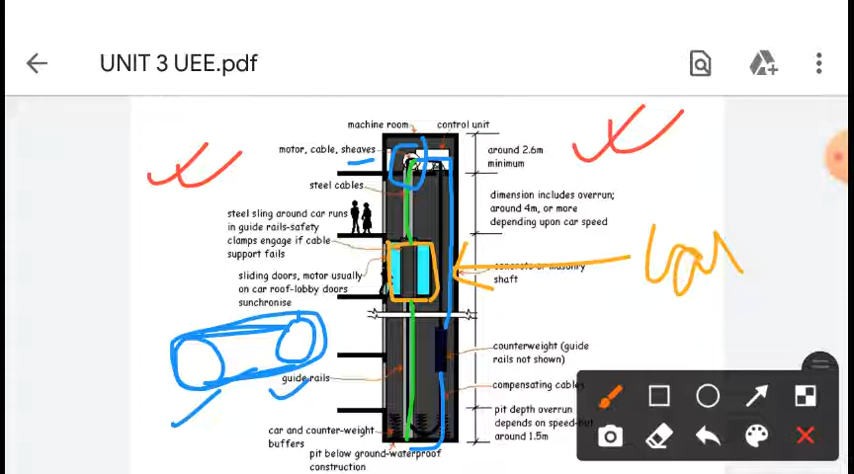 UNIT 3 UEE.pdf
machine room
control unit
motor, cable, sheaves
around 2.6m
minimum
steel cables
dimension includes overrun;
around 4m, or more
depending upon car speed
steel sling around car runs
in guide rails-safety
clamps engage if cable
support fails
car
sliding doors, motor usually
on car roof-lobby doors
sunchronise
concrete or masonry
shaft
counterweight (guide
rails not shown)
guide rails
compensating cables
pit depth overrun
depends on speed-
around 1.5m
car and counter-weight
buffers
pit below ground-waterproof
construction